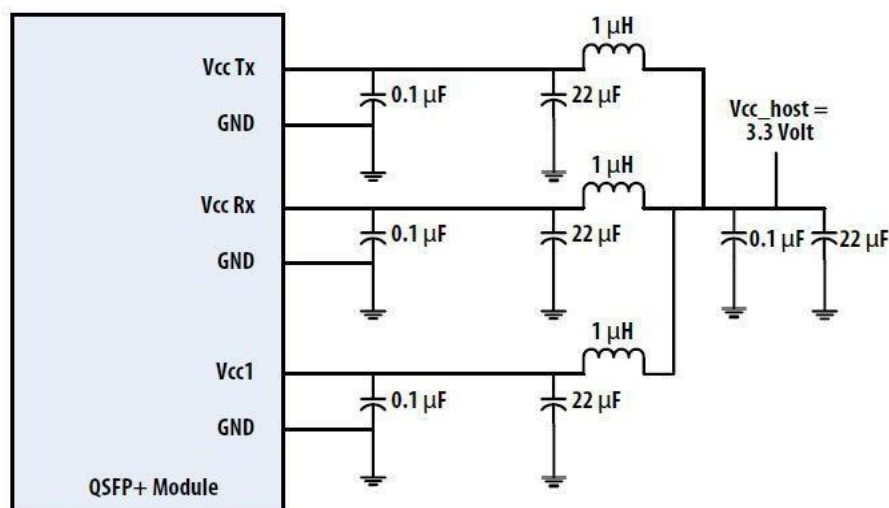 1 μH
Vcc Tx
0.1 μF
22 μF
GND
Vcc_host =
3.3 Volt
1 μH
Vcc Rx
0.1 μF
22 μF
0.1 μF
22 μF
GND
1 μH
Vcc1
0.1 μF
22 μF
GND
QSFP+ Module